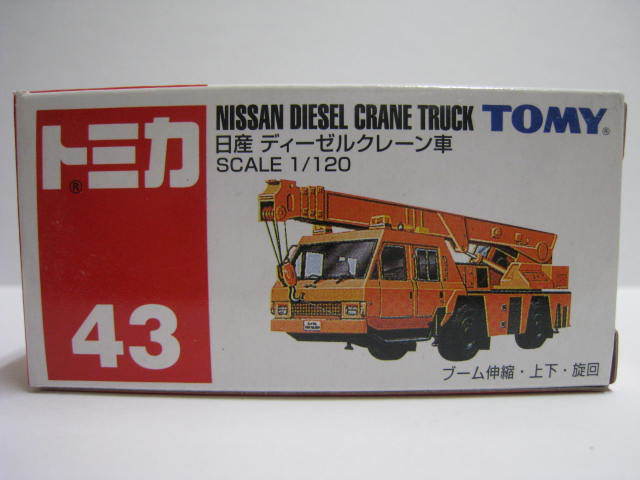 トミカ®
43
NISSAN DIESEL CRANE TRUCK
TOMY®
日産 ディーゼルクレーン車
SCALE 1/120
ブーム伸縮・上下・旋回